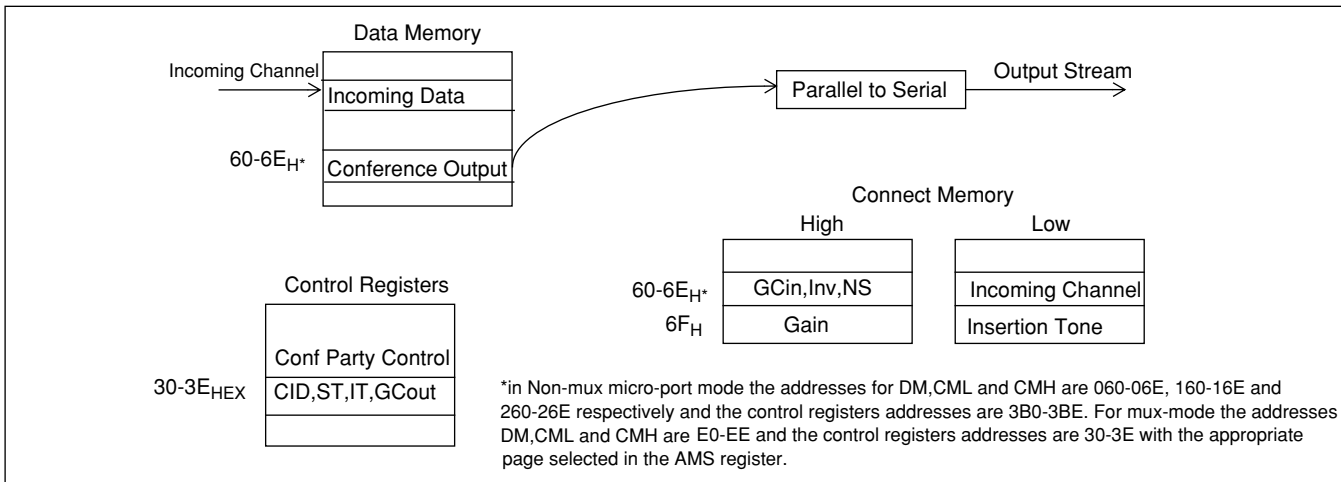 Data Memory
Incoming Channel
Incoming Data
60-6EH*
Conference Output
Parallel to Serial
Output Stream
Connect Memory
High
Low
60-6EH*
GCin,Inv,NS
Incoming Channel
6FH
Gain
Insertion Tone
Control Registers
Conf Party Control
30-3EHEX
CID,ST,IT,GCout
*in Non-mux micro-port mode the addresses for DM,CML and CMH are 060-06E, 160-16E and
260-26E respectively and the control registers addresses are 3B0-3BE. For mux-mode the addresses
DM,CML and CMH are E0-EE and the control registers addresses are 30-3E with the appropriate
page selected in the AMS register.